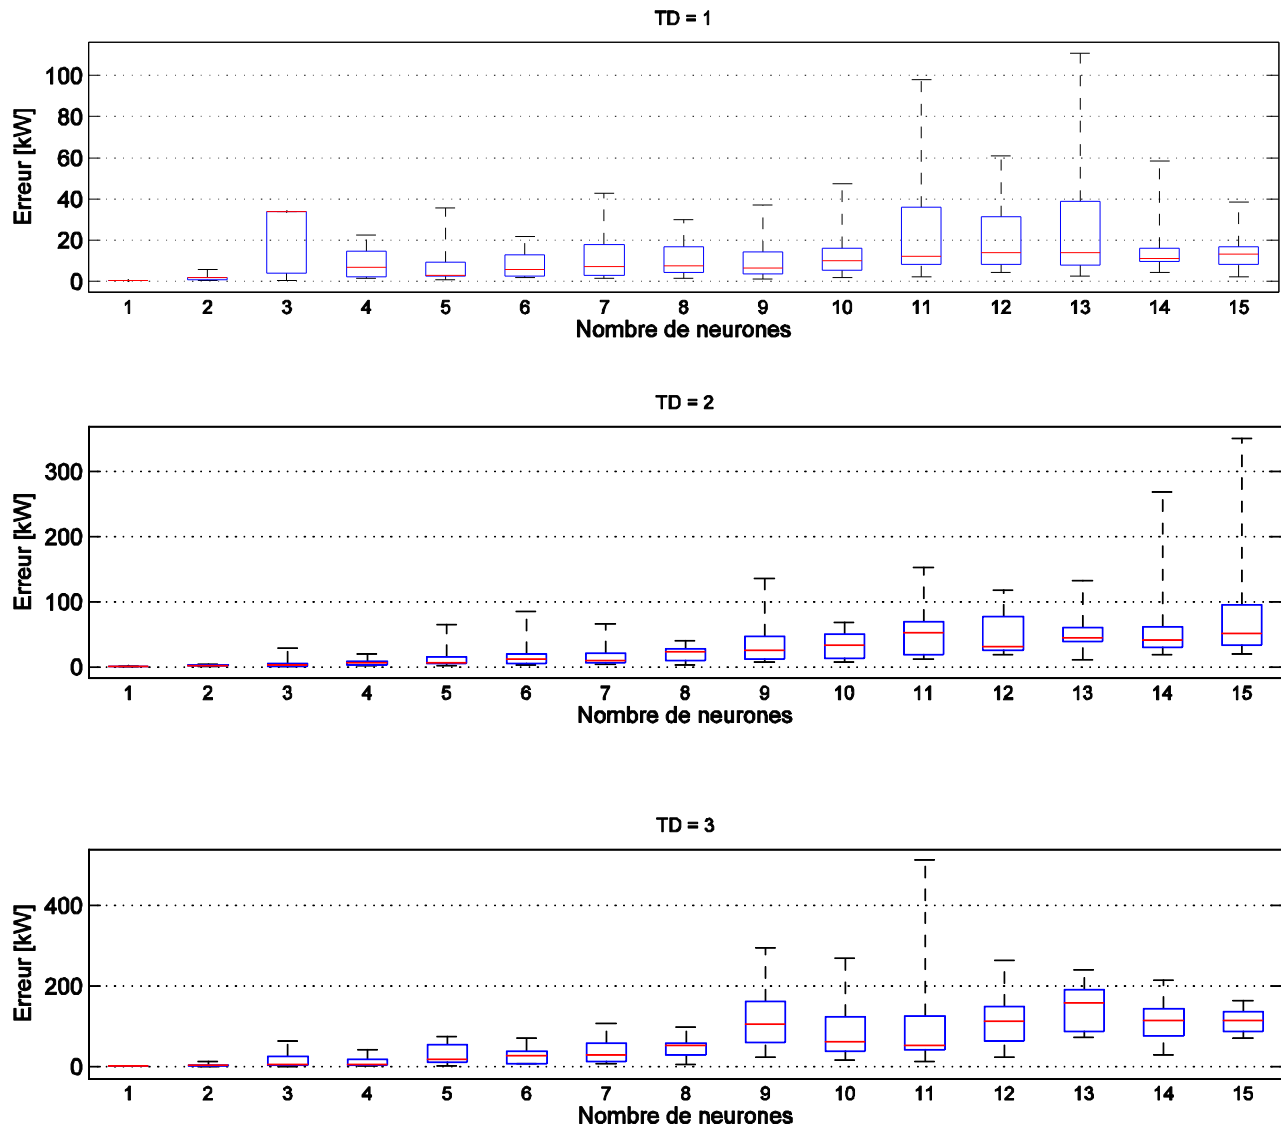 TD = 1
100
80
60
40
20
0
Erreur [kW]
1 2 3 4 5 6 7 8 9 10 11 12 13 14 15
Nombre de neurones
TD = 2
300
200
100
0
Erreur [kW]
1 2 3 4 5 6 7 8 9 10 11 12 13 14 15
Nombre de neurones
TD = 3
400
200
0
Erreur [kW]
1 2 3 4 5 6 7 8 9 10 11 12 13 14 15
Nombre de neurones